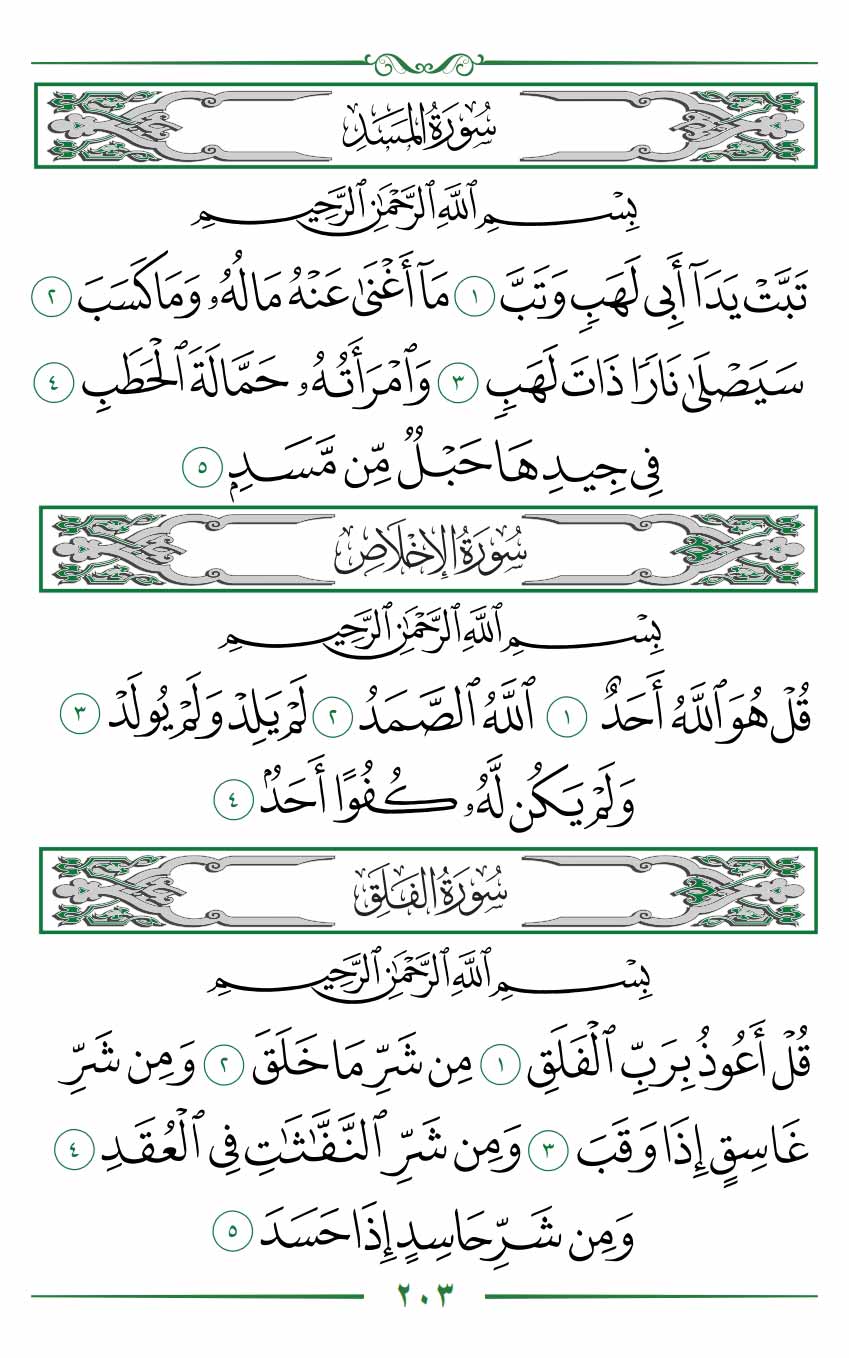 سُورَةُ المَسَدِ
بِسْمِ ٱللَّهِ ٱلرَّحْمَٰنِ ٱلرَّحِيمِ
تَبَّتْ يَدَآ أَبِى لَهَبٍ وَتَبَّ ١ مَآ أَغْنَىٰ عَنْهُ مَالُهُۥ وَمَا كَسَبَ ٢
سَيَصْلَىٰ نَارًا ذَاتَ لَهَبٍ ٣ وَٱمْرَأَتُهُۥ حَمَّالَةَ ٱلْحَطَبِ ٤
فِى جِيدِهَا حَبْلٌ مِّن مَّسَدٍۭ ٥
سُورَةُ الإِخْلَاصِ
بِسْمِ ٱللَّهِ ٱلرَّحْمَٰنِ ٱلرَّحِيمِ
قُلْ هُوَ ٱللَّهُ أَحَدٌ ١ ٱللَّهُ ٱلصَّمَدُ ٢ لَمْ يَلِدْ وَلَمْ يُولَدْ ٣
وَلَمْ يَكُن لَّهُۥ كُفُوًا أَحَدٌۢ ٤
سُورَةُ الفَلَقِ
بِسْمِ ٱللَّهِ ٱلرَّحْمَٰنِ ٱلرَّحِيمِ
قُلْ أَعُوذُ بِرَبِّ ٱلْفَلَقِ ١ مِن شَرِّ مَا خَلَقَ ٢ وَمِن شَرِّ
غَاسِقٍ إِذَا وَقَبَ ٣ وَمِن شَرِّ ٱلنَّفَّٰثَٰتِ فِى ٱلْعُقَدِ ٤
وَمِن شَرِّ حَاسِدٍ إِذَا حَسَدَ ٥
٢٠٣